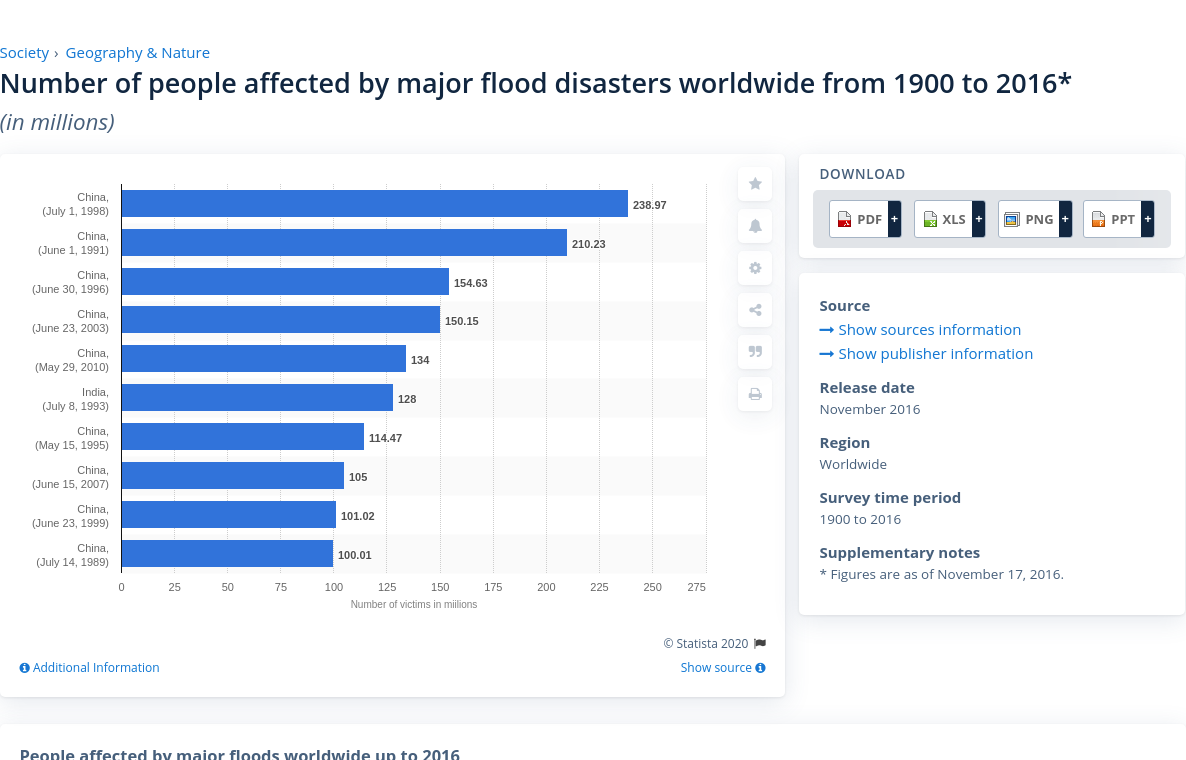 Society › Geography & Nature
Number of people affected by major flood disasters worldwide from 1900 to 2016*
(in millions)
China,
(July 1, 1998)
238.97
China,
(June 1, 1991)
210.23
China,
(June 30, 1996)
154.63
China,
(June 23, 2003)
150.15
China,
(May 29, 2010)
134
India,
(July 8, 1993)
128
China,
(May 15, 1995)
114.47
China,
(June 15, 2007)
105
China,
(June 23, 1999)
101.02
China,
(July 14, 1989)
100.01
0 25 50 75 100 125 150 175 200 225 250 275
Number of victims in miilions
© Statista 2020
Additional Information
Show source
DOWNLOAD
PDF + XLS + PNG + PPT +
Source
Show sources information
Show publisher information
Release date
November 2016
Region
Worldwide
Survey time period
1900 to 2016
Supplementary notes
* Figures are as of November 17, 2016.
People affected by major floods worldwide up to 2016